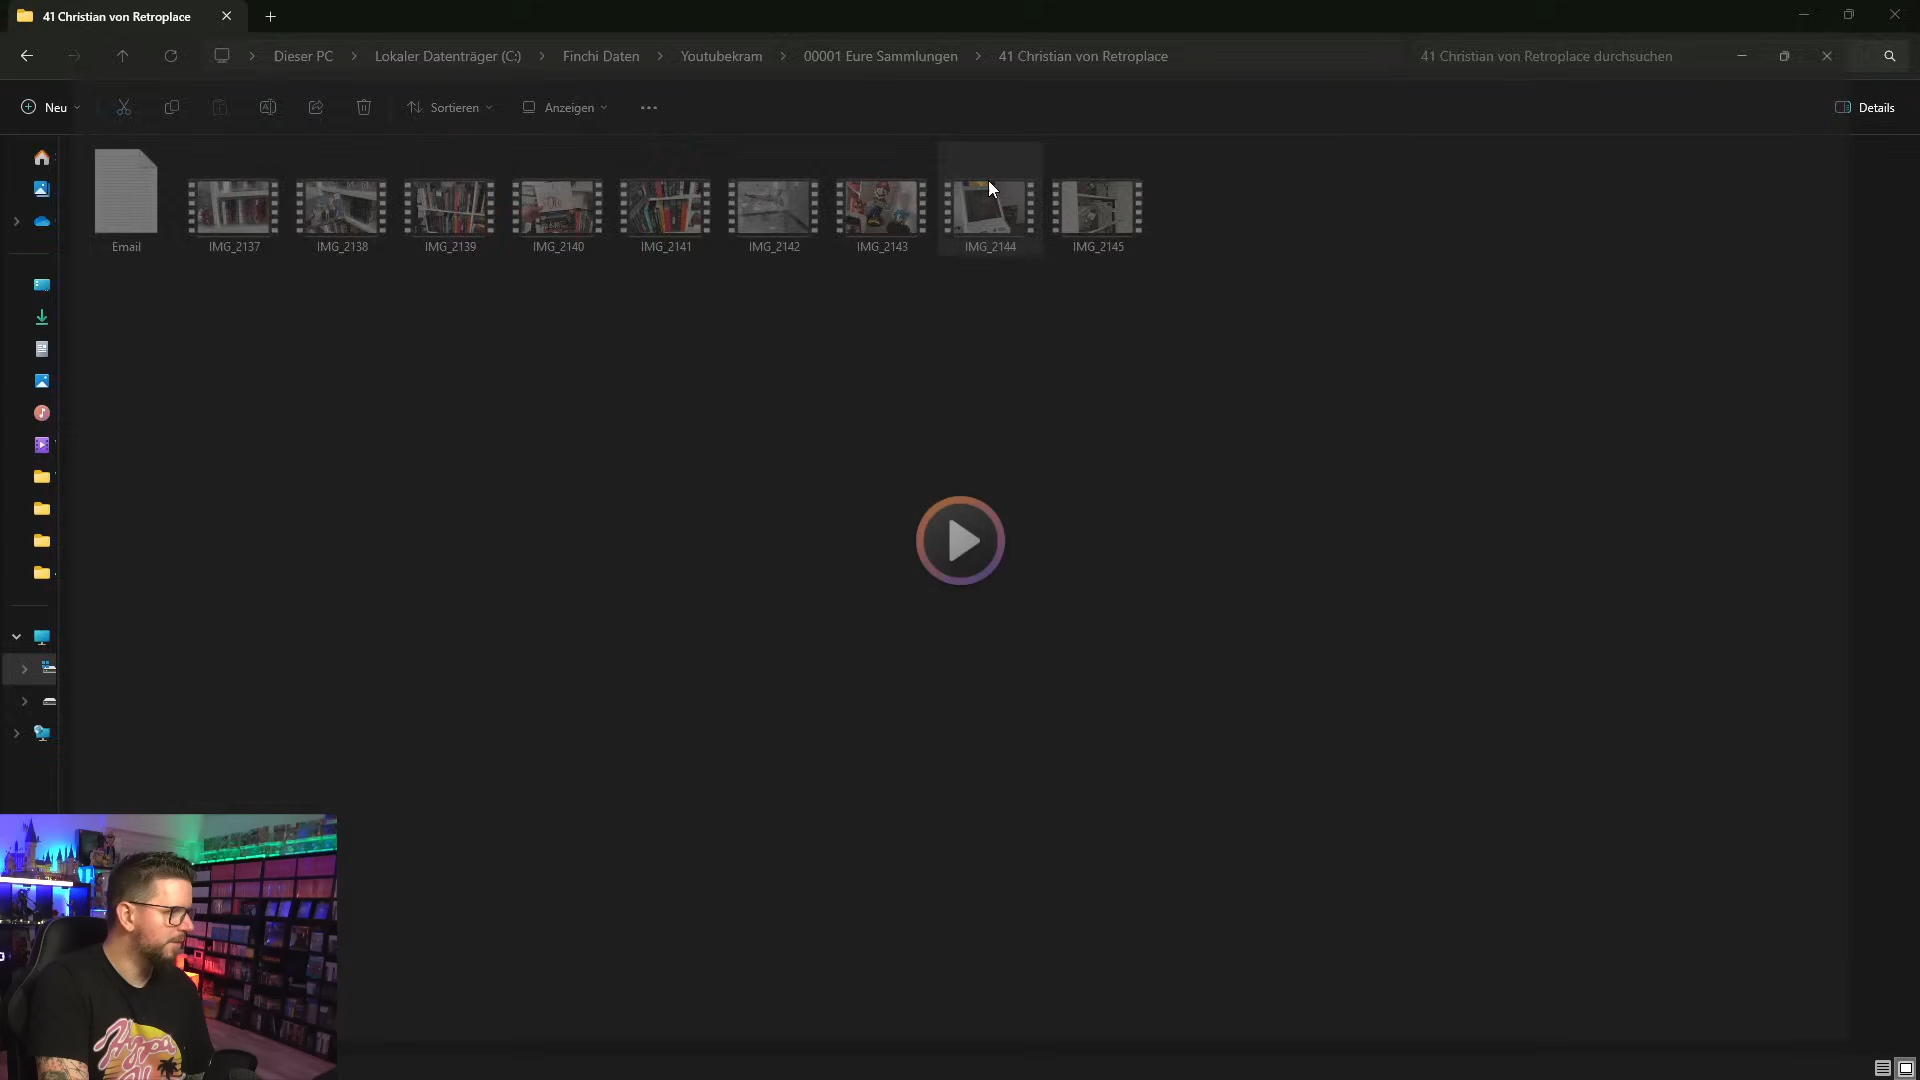 41 Christian von Retroplace
Dieser PC > Lokaler Datenträger (C:) > Finchi Daten > Youtubekram > 00001 Eure Sammlungen > 41 Christian von Retroplace
41 Christian von Retroplace durchsuchen
Neu
Sortieren
Anzeigen
Details
Email
IMG_2137
IMG_2138
IMG_2139
IMG_2140
IMG_2141
IMG_2142
IMG_2143
IMG_2144
IMG_2145